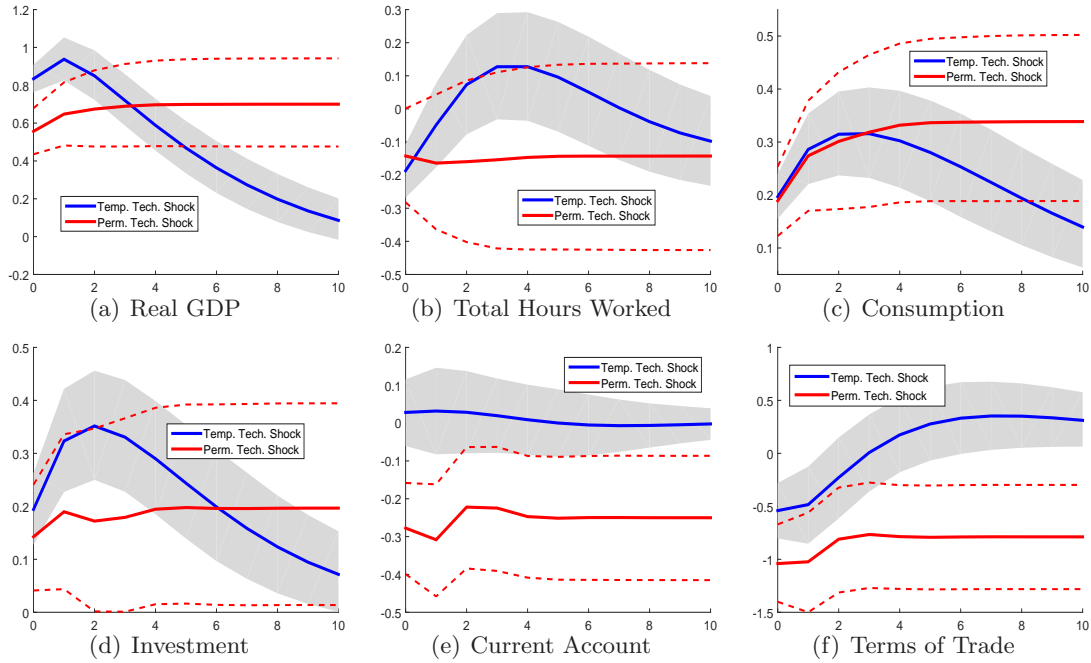 1.2
1
0.8
0.6
0.4
0.2
0
-0.2
0 2 4 6 8 10
Temp. Tech. Shock
Perm. Tech. Shock
(a) Real GDP
0.3
0.2
0.1
0
-0.1
-0.2
-0.3
-0.4
-0.5
0 2 4 6 8 10
Temp. Tech. Shock
Perm. Tech. Shock
(b) Total Hours Worked
0.5
0.4
0.3
0.2
0.1
0 2 4 6 8 10
Temp. Tech. Shock
Perm. Tech. Shock
(c) Consumption
0.5
0.4
0.3
0.2
0.1
0
0 2 4 6 8 10
Temp. Tech. Shock
Perm. Tech. Shock
(d) Investment
0.2
0.1
0
-0.1
-0.2
-0.3
-0.4
-0.5
0 2 4 6 8 10
Temp. Tech. Shock
Perm. Tech. Shock
(e) Current Account
1
0.5
0
-0.5
-1
-1.5
0 2 4 6 8 10
Temp. Tech. Shock
Perm. Tech. Shock
(f) Terms of Trade